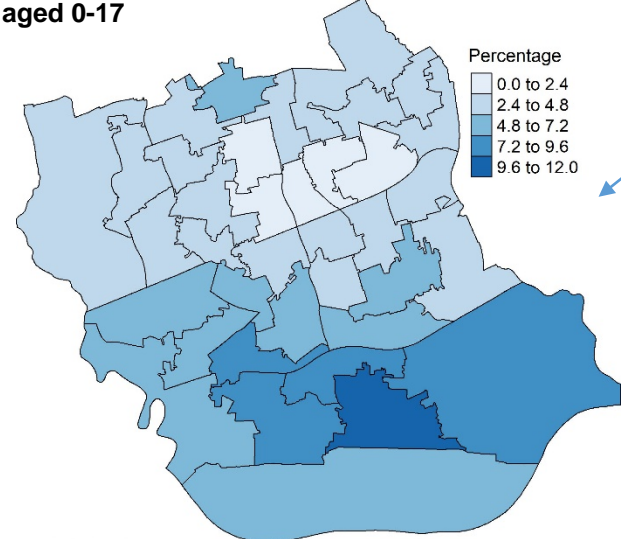 aged 0-17
Percentage
0.0 to 2.4
2.4 to 4.8
4.8 to 7.2
7.2 to 9.6
9.6 to 12.0